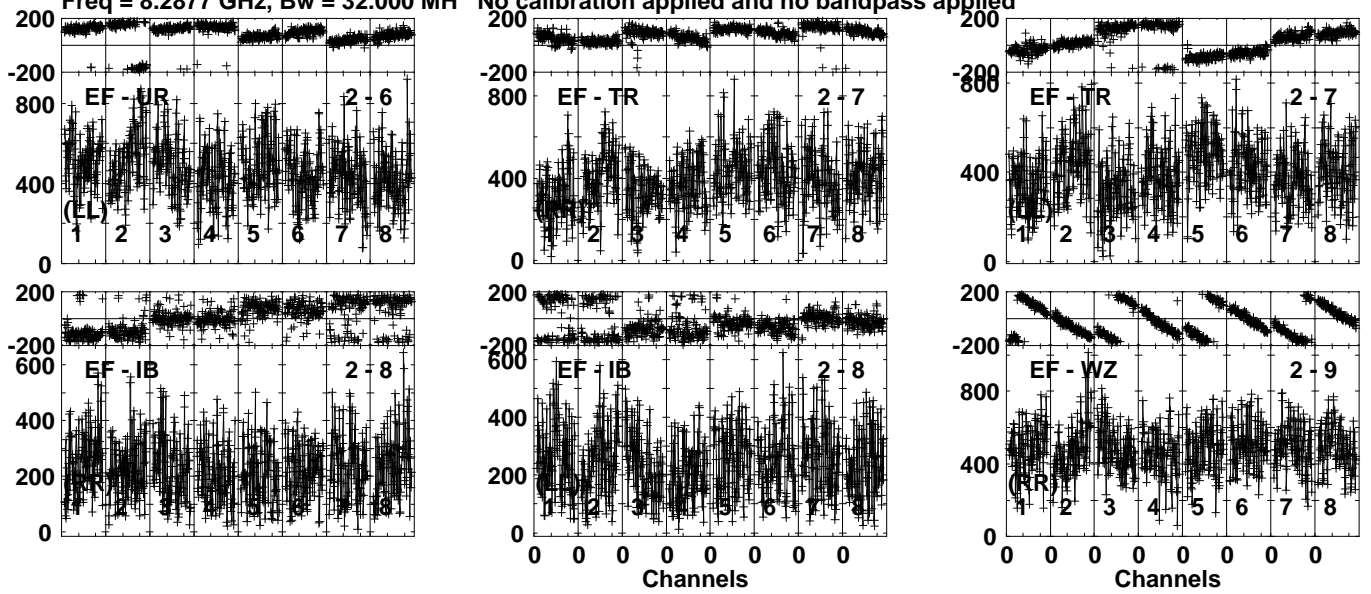 Freq = 8.2877 GHz, Bw = 32.000 MH No calibration applied and no bandpass applied
200 200 200
-200 -200 -200
800 EF - UR 2 - 6 800 EF - TR 2 - 7 800 EF - TR 2 - 7
400 400 400
(LL) (RR) (LL)
1 2 3 4 5 6 7 8 1 2 3 4 5 6 7 8 1 2 3 4 5 6 7 8
0 0 0
200 200 200
-200 -200 -200
600 EF - IB 2 - 8 600 EF - IB 2 - 8 EF - WZ 2 - 9
400 400 800
200 200 400
(RR) (LL) (RR)
1 2 3 4 5 6 7 8 1 2 3 4 5 6 7 8 1 2 3 4 5 6 7 8
0 0 0
0 0 0 0 0 0 0 0 0 0 0 0 0 0 0 0
Channels Channels